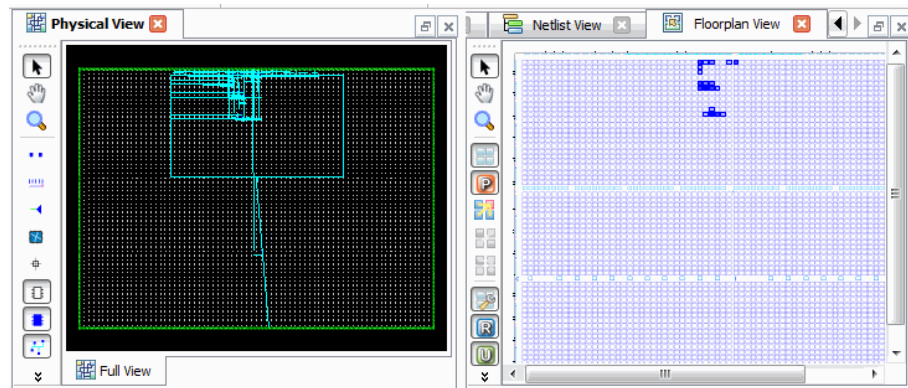 Physical View
Netlist View
Floorplan View
P
R
U
Full View